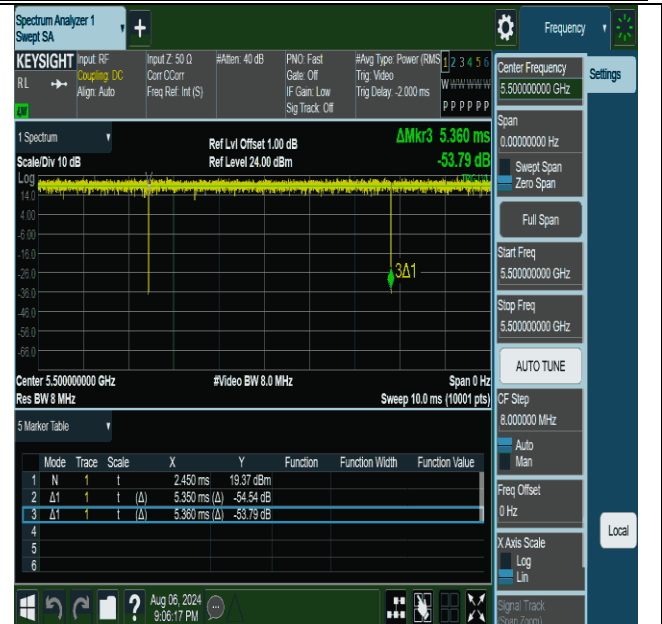 Spectrum Analyzer 1
Swept SA
+
Frequency
KEYSIGHT Input: RF Input Z: 50 Ω #Atten: 40 dB PNO: Fast #Avg Type: Power (RMS 1 2 3 4 5 6
RL Coupling: DC Corr CCorr Gate: Off Trig: Video
Align: Auto Freq Ref: Int (S) IF Gain: Low Trig Delay: -2.000 ms W W W W W W
Sig Track: Off
P P P P P P
1 Spectrum
Scale/Div 10 dB
Ref Lvl Offset 1.00 dB
Ref Level 24.00 dBm
ΔMkr3 5.360 ms
-53.79 dB
Log
14.0
4.00
-6.00
-16.0
-26.0
-36.0
-46.0
-56.0
-66.0
3Δ1
Center 5.500000000 GHz #Video BW 8.0 MHz Span 0 Hz
Res BW 8 MHz Sweep 10.0 ms (10001 pts)
5 Marker Table
Mode Trace Scale X Y Function Function Width Function Value
1 N 1 t 2.450 ms 19.37 dBm
2 Δ1 1 t (Δ) 5.350 ms (Δ) -54.54 dB
3 Δ1 1 t (Δ) 5.360 ms (Δ) -53.79 dB
4
5
6
Aug 06, 2024
9:06:17 PM
Center Frequency
5.500000000 GHz
Settings
Span
0.00000000 Hz
Swept Span
Zero Span
Full Span
Start Freq
5.500000000 GHz
Stop Freq
5.500000000 GHz
AUTO TUNE
CF Step
8.000000 MHz
Auto
Man
Freq Offset
0 Hz
Local
X Axis Scale
Log
Lin
Signal Track
(Span Zoom)